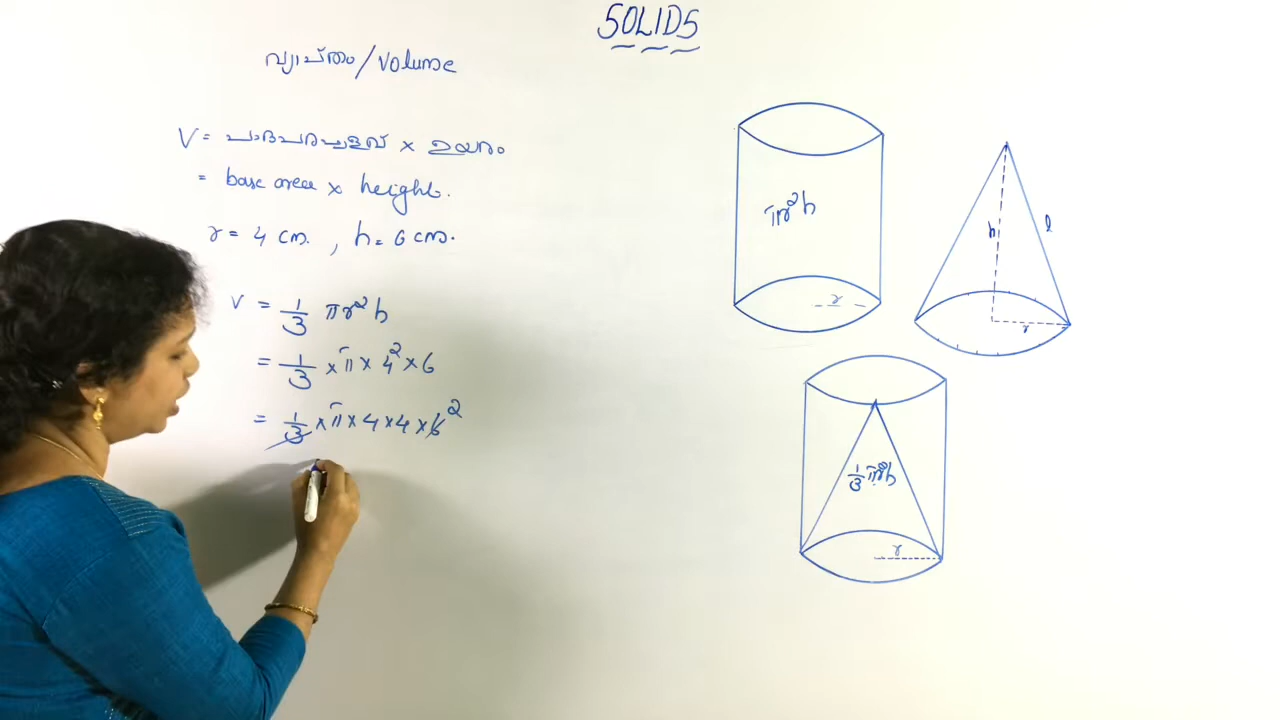 SOLIDS
വ്യാപ്തം / Volume
V = പാദപരപ്പളവ് × ഉയരം
= base area × height.
r = 4 cm. , h = 6 cm.
V = 1/3 πr²h
= 1/3 × π × 4² × 6
= 1/3 × π × 4 × 4 × 6 2
πr²h
r
h
l
r
1/3 πr²h
r